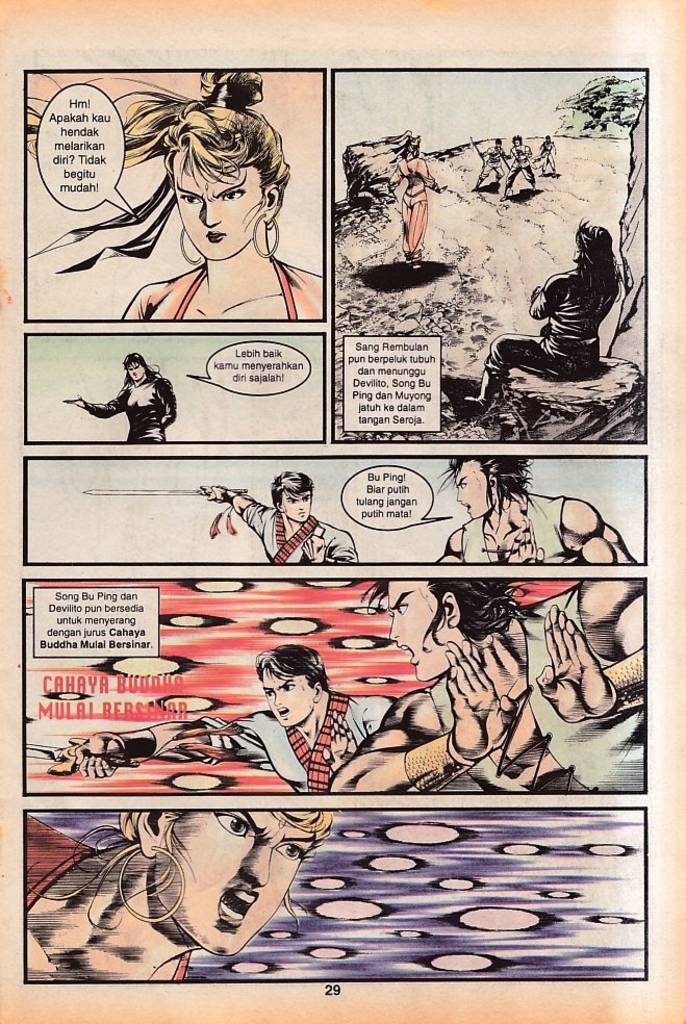 Hm!
Apakah kau
hendak
melarikan
diri? Tidak
begitu
mudah!
Sang Rembulan
pun berpeluk tubuh
dan menunggu
Devilito, Song Bu
Ping dan Muyong
jatuh ke dalam
tangan Seroja.
Lebih baik
kamu menyerahkan
diri sajalah!
Bu Ping!
Biar putih
tulang jangan
putih mata!
Song Bu Ping dan
Devilito pun bersedia
untuk menyerang
dengan jurus Cahaya
Buddha Mulai Bersinar.
CAHAYA BUDDHA
MULAI BERSINAR
29